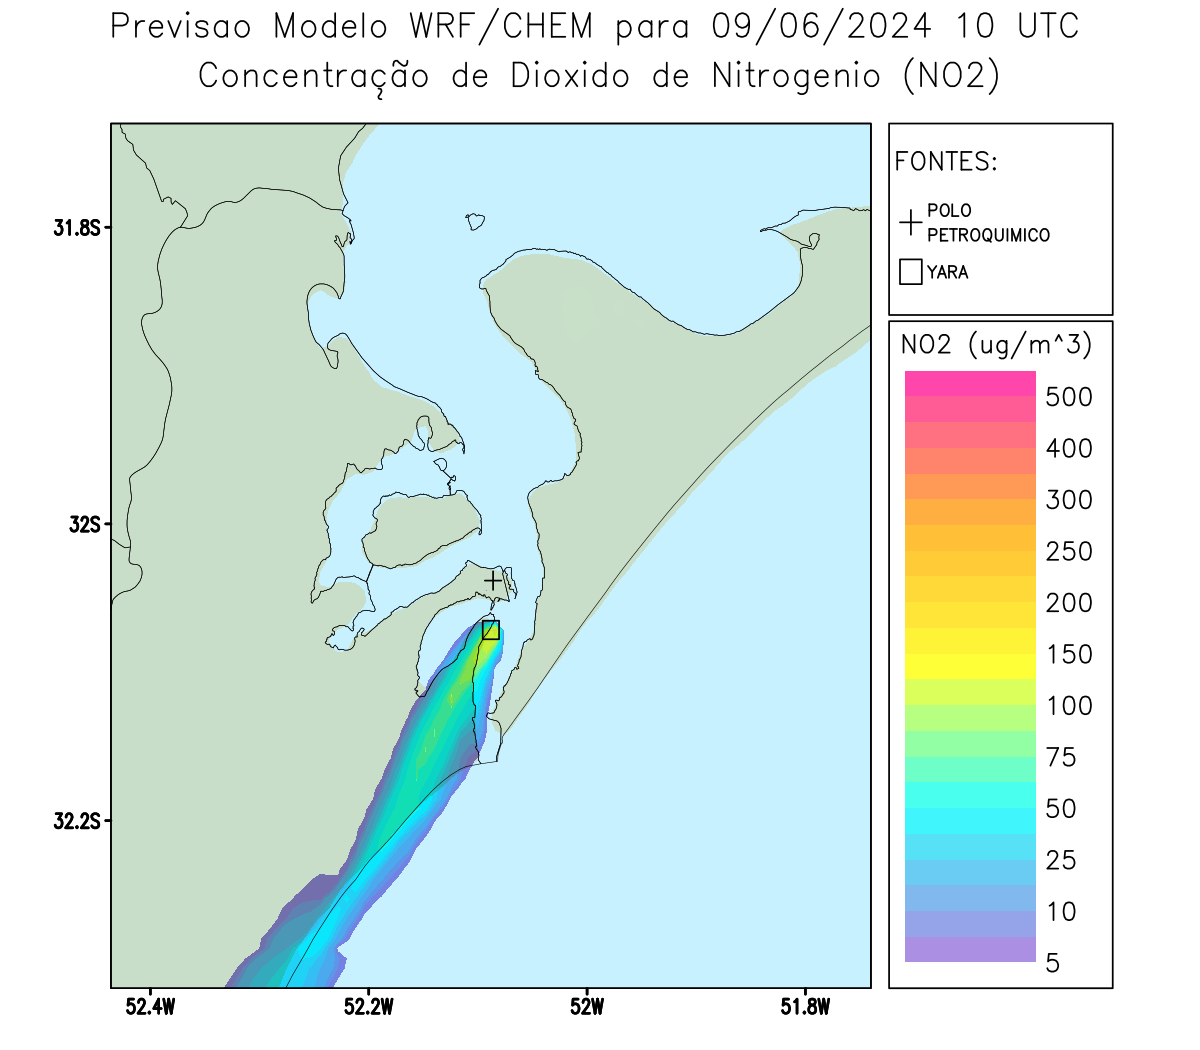 Previsao Modelo WRF/CHEM para 09/06/2024 10 UTC
Concentração de Dioxido de Nitrogenio (NO2)
FONTES:
POLO
PETROQUIMICO
YARA
31.8S
32S
32.2S
52.4W
52.2W
52W
51.8W
NO2 (ug/m^3)
500
400
300
250
200
150
100
75
50
25
10
5